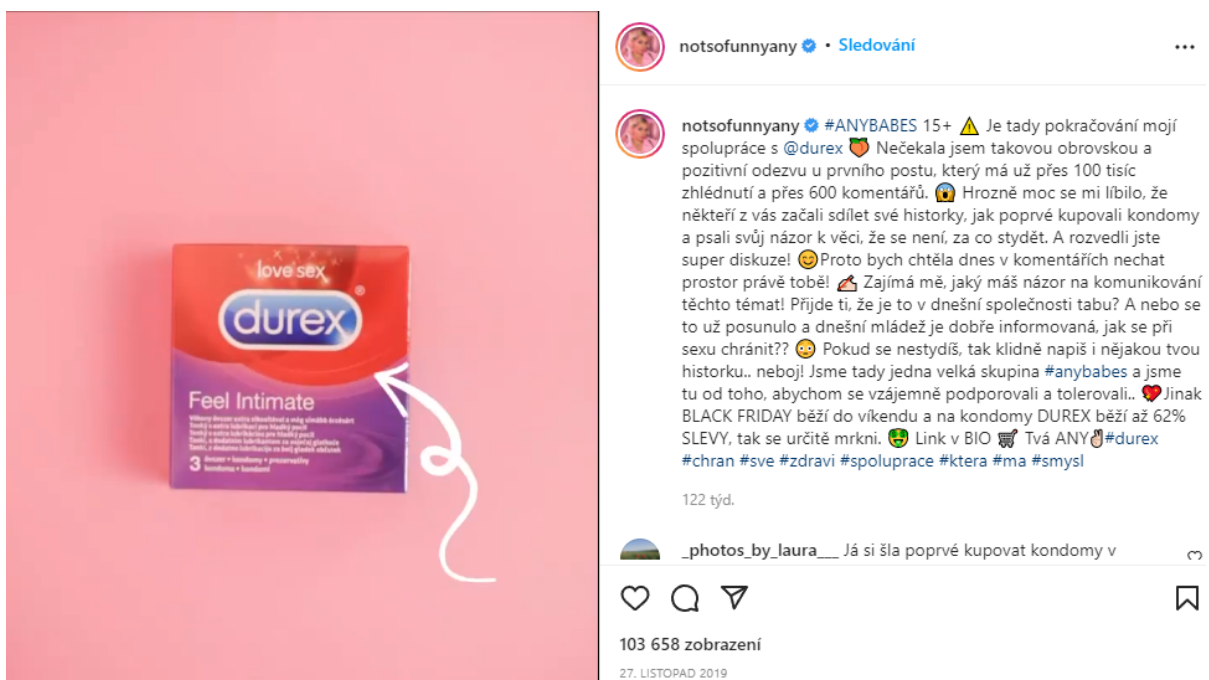 love sex
durex
®
Feel Intimate
3
notsofunnyany • Sledování
notsofunnyany #ANYBABES 15+ ⚠️ Je tady pokračování mojí
spolupráce s @durex 🍑 Nečekala jsem takovou obrovskou a
pozitivní odezvu u prvního postu, který má už přes 100 tisíc
zhlédnutí a přes 600 komentářů. 😱 Hrozně moc se mi líbilo, že
někteří z vás začali sdílet své historky, jak poprvé kupovali kondomy
a psali svůj názor k věci, že se není, za co stydět. A rozvedli jste
super diskuze! 😊Proto bych chtěla dnes v komentářích nechat
prostor právě tobě! ✍️ Zajímá mě, jaký máš názor na komunikování
těchto témat! Přijde ti, že je to v dnešní společnosti tabu? A nebo se
to už posunulo a dnešní mládež je dobře informovaná, jak se při
sexu chránit?? 😳 Pokud se nestydíš, tak klidně napiš i nějakou tvou
historku.. neboj! Jsme tady jedna velká skupina #anybabes a jsme
tu od toho, abychom se vzájemně podporovali a tolerovali.. 💖Jinak
BLACK FRIDAY běží do víkendu a na kondomy DUREX běží až 62%
SLEVY, tak se určitě mrkni. 🤑 Link v BIO 🛒 Tvá ANY✌🏻#durex
#chran #sve #zdravi #spoluprace #ktera #ma #smysl
122 týd.
_photos_by_laura___ Já si šla poprvé kupovat kondomy v
103 658 zobrazení
27. LISTOPAD 2019